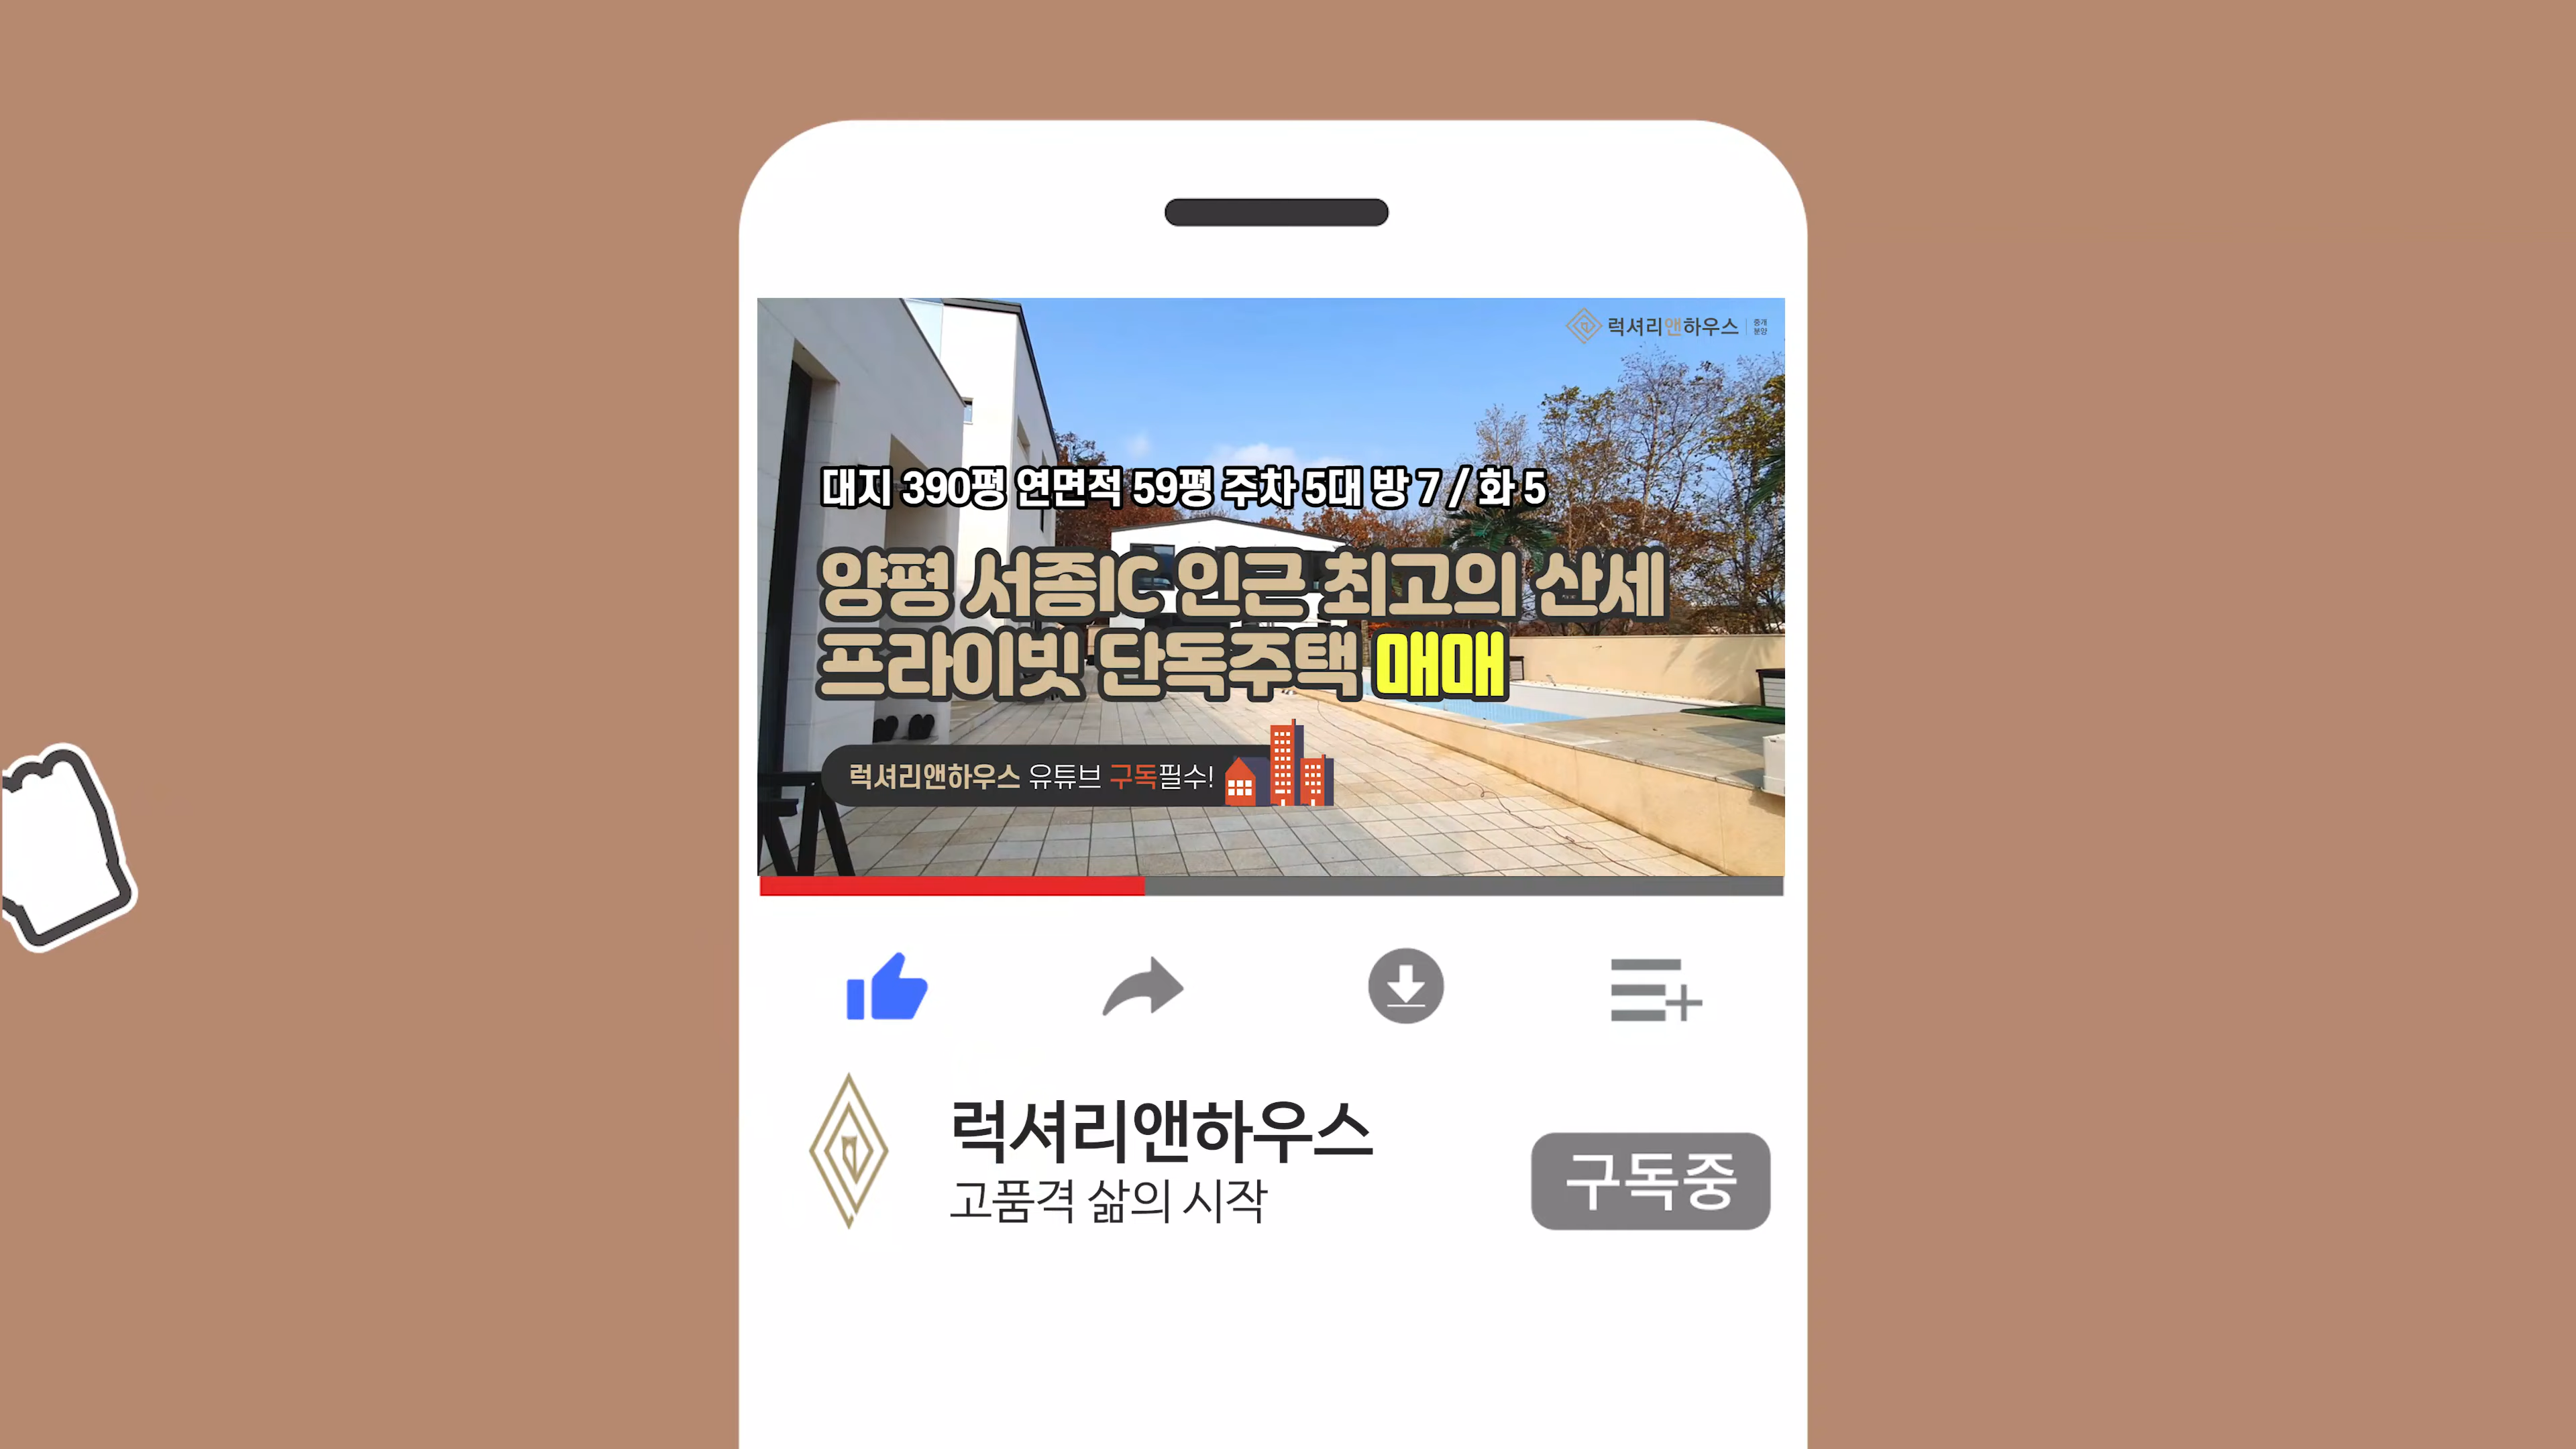 럭셔리앤하우스 중개 분양
대지 390평 연면적 59평 주차 5대 방 7 / 화 5
양평 서종IC 인근 최고의 산세
프라이빗 단독주택 매매
럭셔리앤하우스 유튜브 구독필수!
럭셔리앤하우스
고품격 삶의 시작
구독중